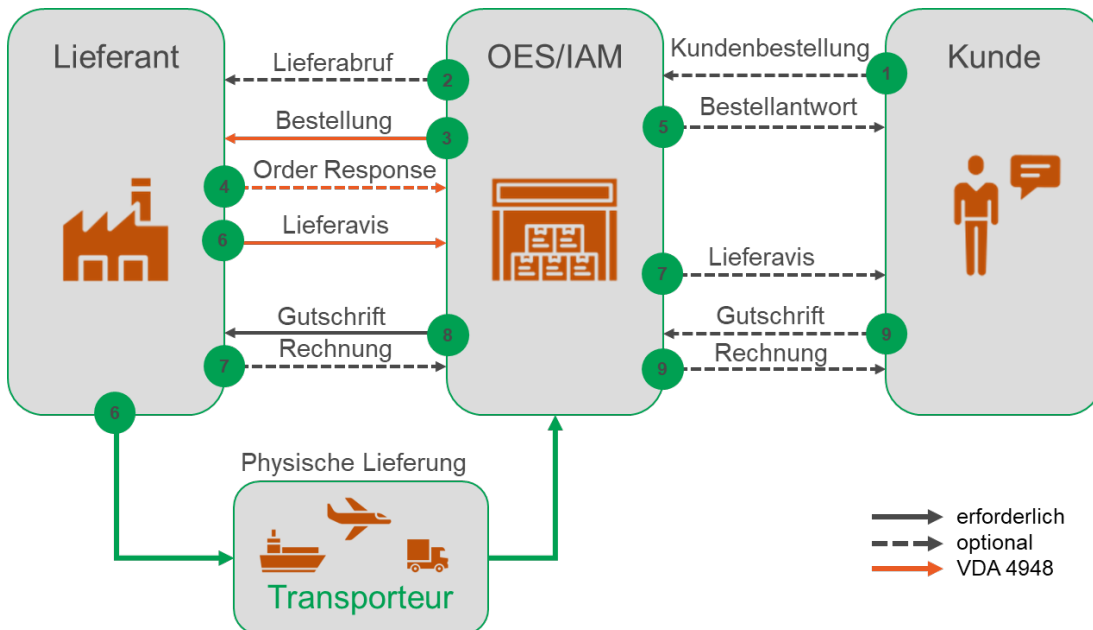 Lieferant
OES/IAM
Kunde
Kundenbestellung
1
Lieferabruf
2
Bestellung
3
Bestellantwort
5
Order Response
4
Lieferavis
6
Lieferavis
7
Gutschrift
8
Gutschrift
9
Rechnung
7
Rechnung
9
6
Physische Lieferung
Transporteur
erforderlich
optional
VDA 4948